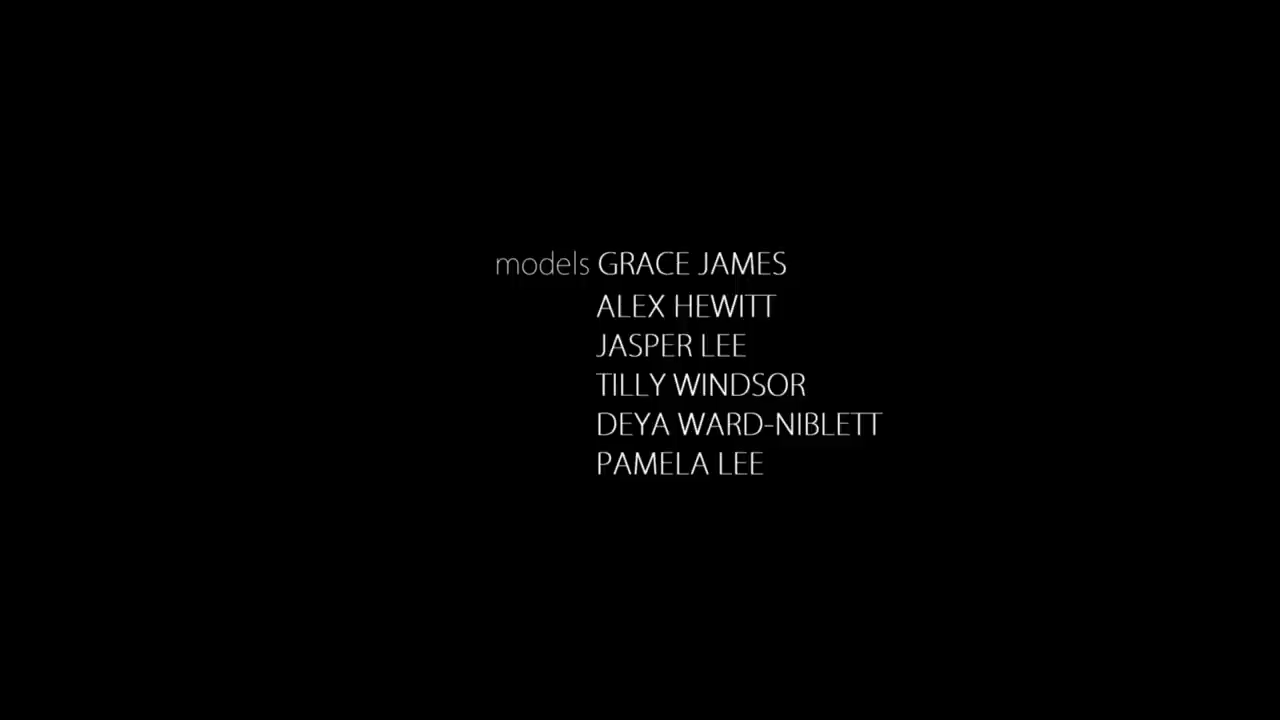 models GRACE JAMES
ALEX HEWITT
JASPER LEE
TILLY WINDSOR
DEYA WARD-NIBLETT
PAMELA LEE